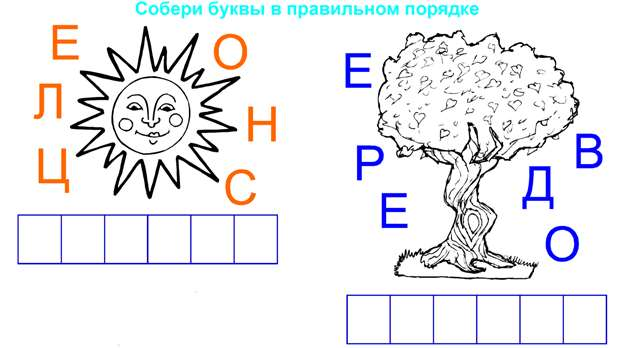 Собери буквы в правильном порядке
Е
О
Л
Н
Ц
С
Е
Р
В
Е
Д
О